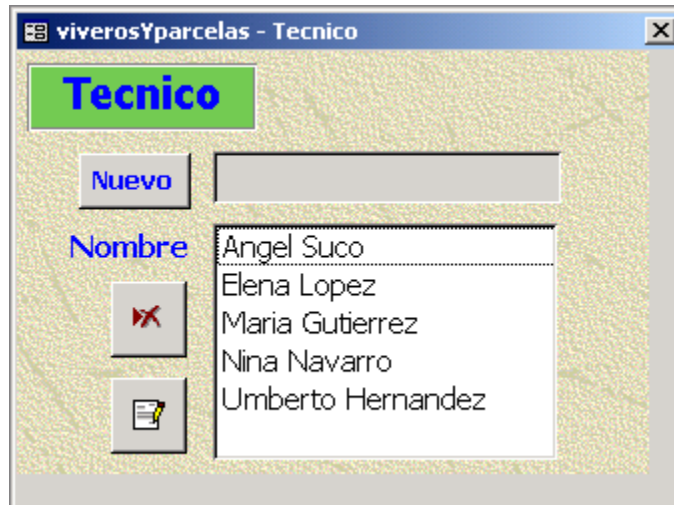 viverosYparcelas - Tecnico
Tecnico
Nuevo
Nombre
Angel Suco
Elena Lopez
Maria Gutierrez
Nina Navarro
Umberto Hernandez